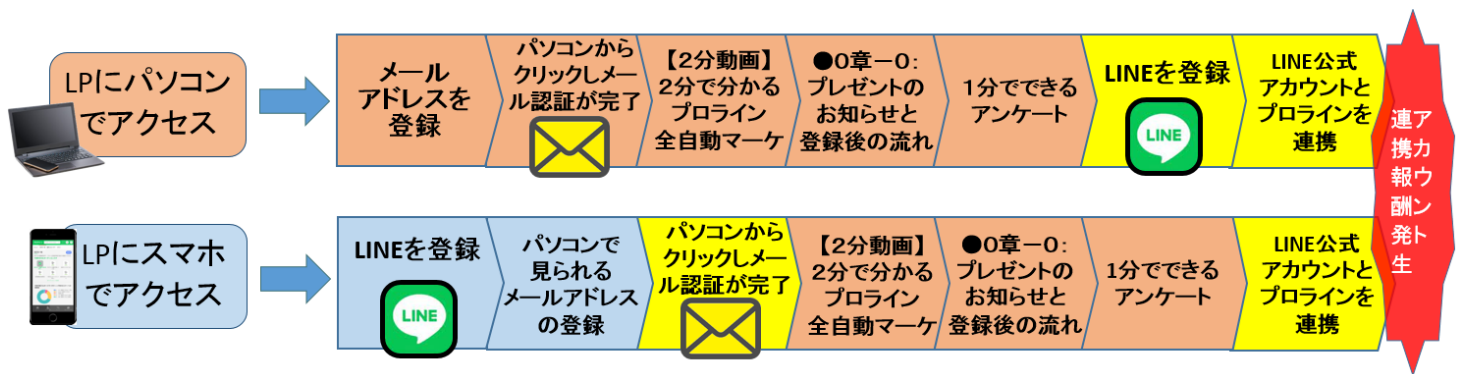 LPにパソコン
でアクセス
メール
アドレスを
登録
パソコンから
クリックしメー
ル認証が完了
【2分動画】
2分で分かる
プロライン
全自動マーケ
●0章－0：
プレゼントの
お知らせと
登録後の流れ
1分でできる
アンケート
LINEを登録
LINE
LINE公式
アカウントと
プロラインを
連携
LPにスマホ
でアクセス
LINEを登録
LINE
パソコンで
見られる
メールアドレス
の登録
パソコンから
クリックしメー
ル認証が完了
【2分動画】
2分で分かる
プロライン
全自動マーケ
●0章－0：
プレゼントの
お知らせと
登録後の流れ
1分でできる
アンケート
LINE公式
アカウントと
プロラインを
連携
アカウント
連携報酬発生